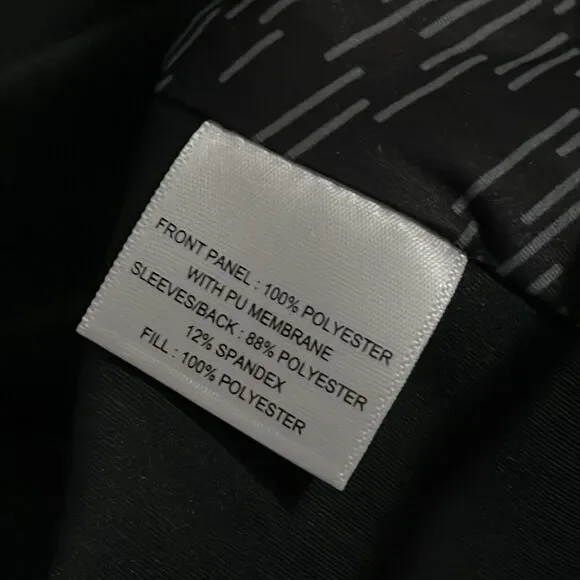 FRONT PANEL : 100% POLYESTER
WITH PU MEMBRANE
SLEEVES/BACK : 88% POLYESTER
12% SPANDEX
FILL : 100% POLYESTER